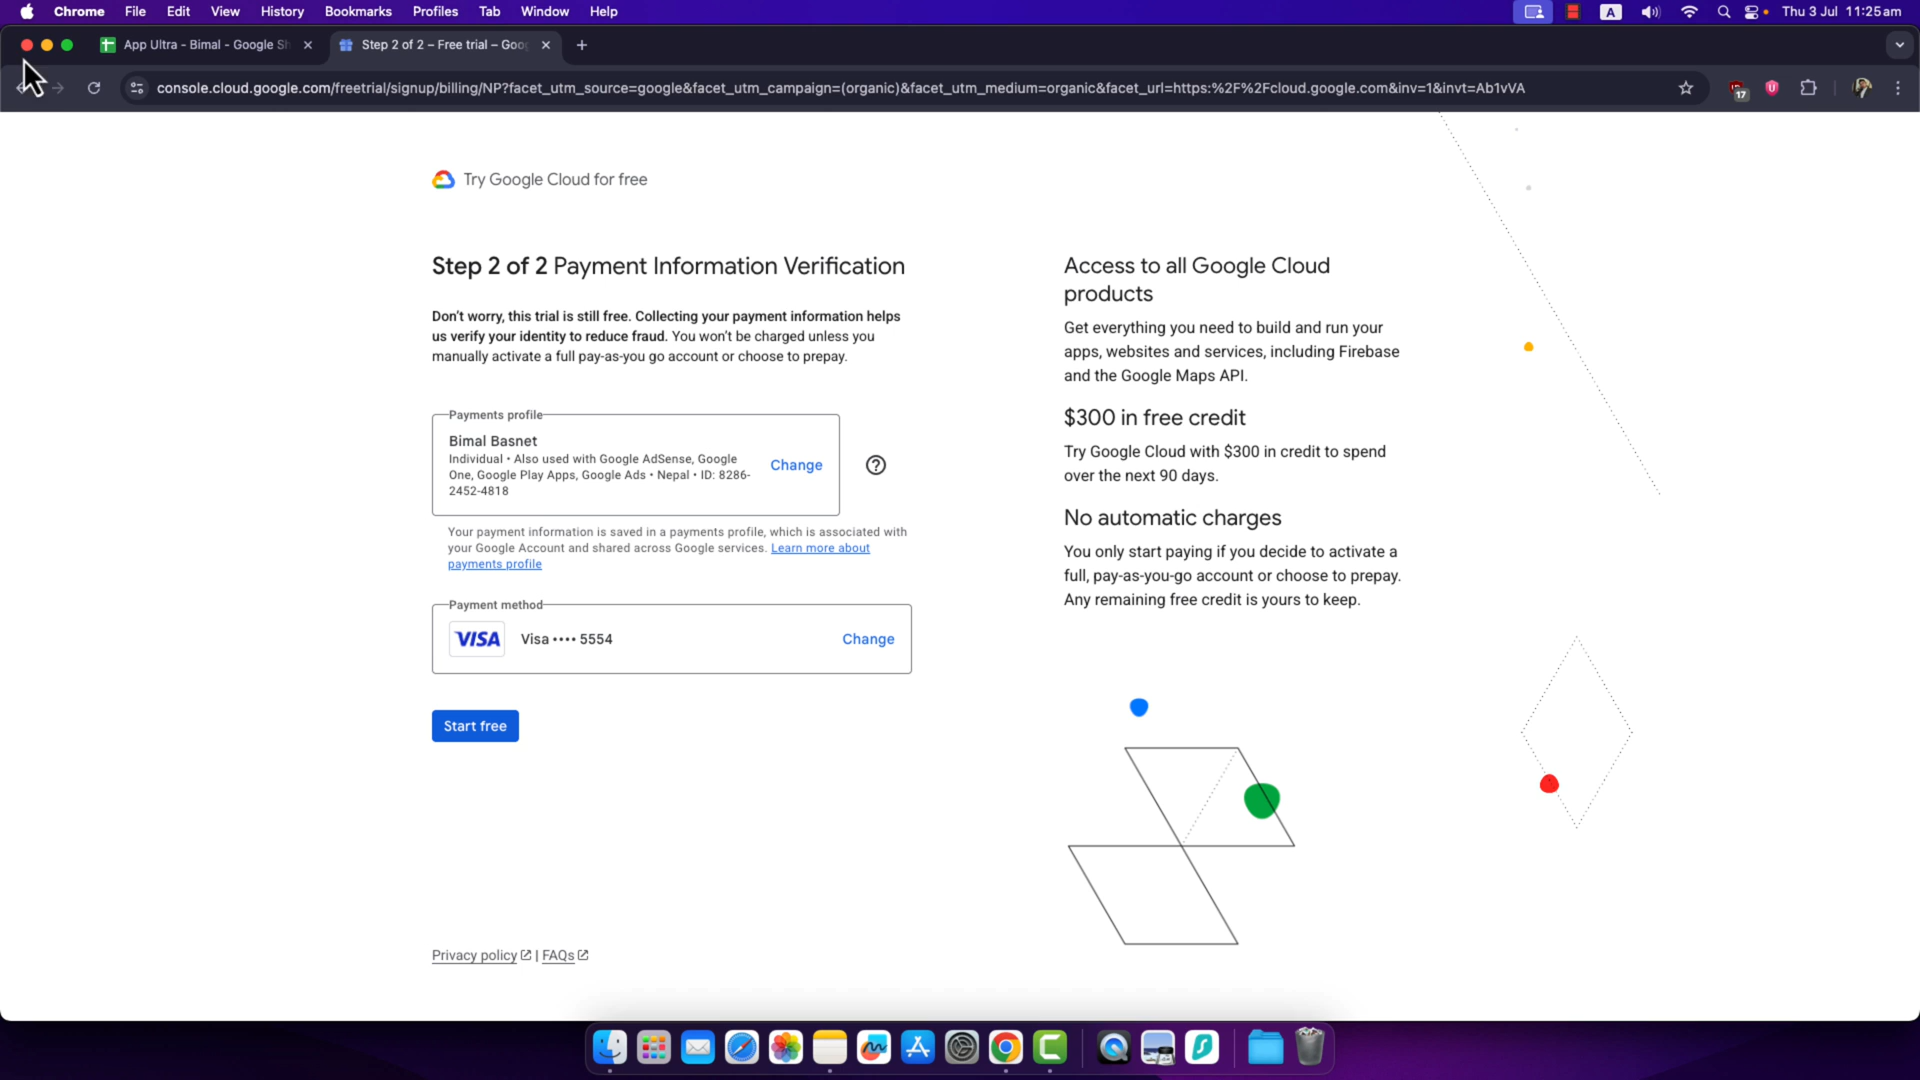 Chrome File Edit View History Bookmarks Profiles Tab Window Help
A Thu 3 Jul 11:25 am
App Ultra - Bimal - Google Sh
Step 2 of 2 – Free trial – Goo
console.cloud.google.com/freetrial/signup/billing/NP?facet_utm_source=google&facet_utm_campaign=(organic)&facet_utm_medium=organic&facet_url=https:%2F%2Fcloud.google.com&inv=1&invt=Ab1vVA
17
Try Google Cloud for free
Step 2 of 2 Payment Information Verification
Don't worry, this trial is still free. Collecting your payment information helps
us verify your identity to reduce fraud. You won't be charged unless you
manually activate a full pay-as-you go account or choose to prepay.
Payments profile
Bimal Basnet
Individual • Also used with Google AdSense, Google
One, Google Play Apps, Google Ads • Nepal • ID: 8286-
2452-4818
Change
Your payment information is saved in a payments profile, which is associated with
your Google Account and shared across Google services. Learn more about
payments profile
Payment method
VISA Visa •••• 5554 Change
Start free
Privacy policy | FAQs
Access to all Google Cloud
products
Get everything you need to build and run your
apps, websites and services, including Firebase
and the Google Maps API.
$300 in free credit
Try Google Cloud with $300 in credit to spend
over the next 90 days.
No automatic charges
You only start paying if you decide to activate a
full, pay-as-you-go account or choose to prepay.
Any remaining free credit is yours to keep.